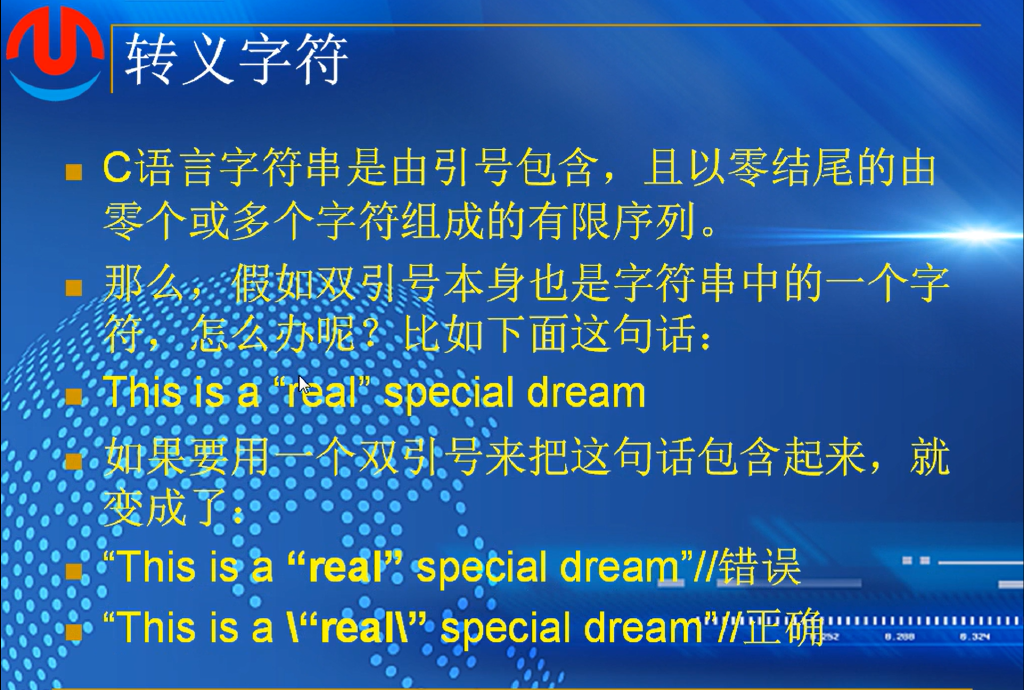 转义字符
C语言字符串是由引号包含，且以零结尾的由
零个或多个字符组成的有限序列。
那么，假如双引号本身也是字符串中的一个字
符，怎么办呢？比如下面这句话：
This is a “real” special dream
如果要用一个双引号来把这句话包含起来，就
变成了：
“This is a “real” special dream”//错误
“This is a \“real\” special dream”//正确
0.288 0.324